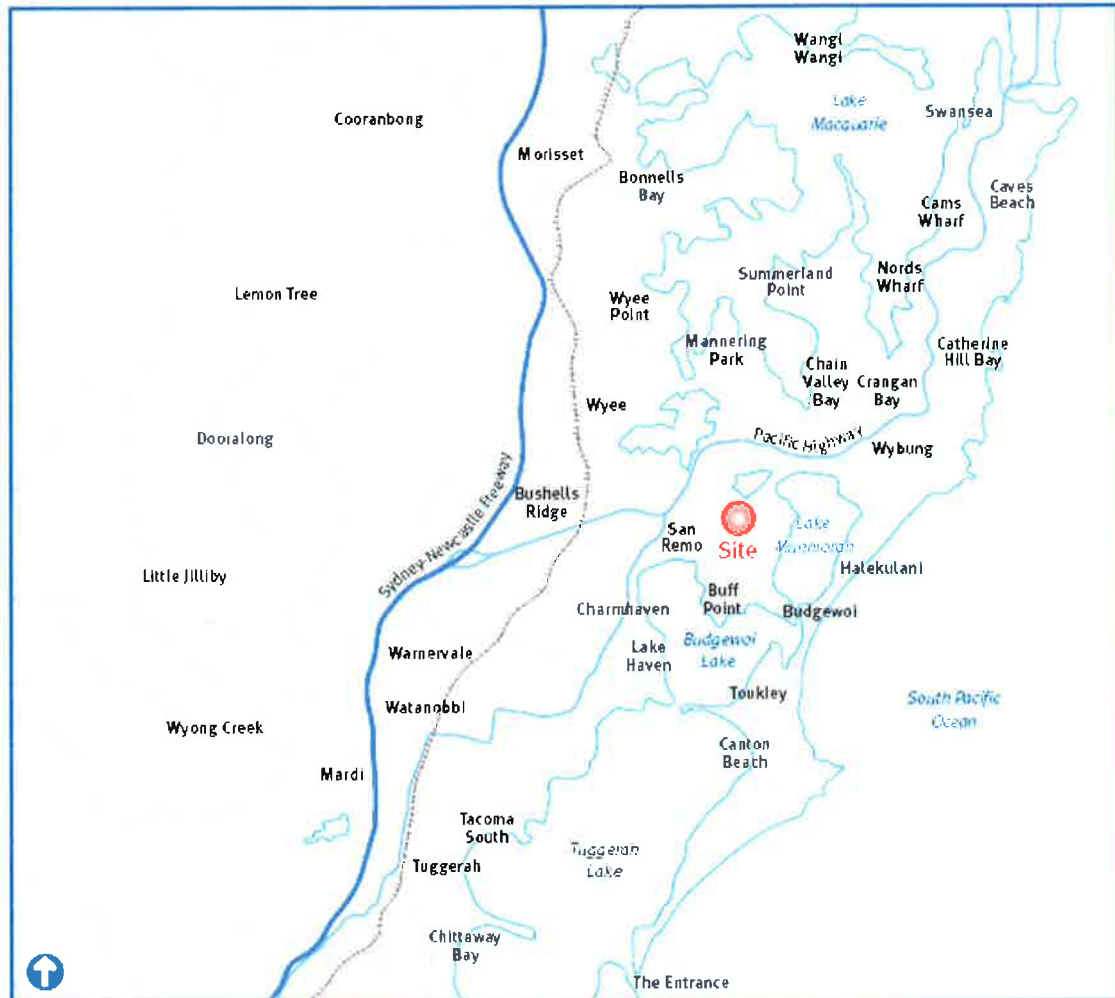 Wangi
Wangi
Lake
Macquarie
Swansea
Cooranbong
Morisset
Bonnells
Bay
Caves
Beach
Cams
Wharf
Summerland
Point
Nords
Wharf
Lemon Tree
Wyee
Point
Mannering
Park
Catherine
Hill Bay
Chain
Valley
Bay
Crangan
Bay
Wyee
Dooralong
Pacific Highway
Wybung
Sydney-Newcastle Freeway
Bushells
Ridge
San
Remo
Site
Lake
Munmorah
Halekulani
Little Jilliby
Buff
Point
Charmhaven
Budgewoi
Budgewoi
Lake
Lake
Haven
Warnervale
Toukley
Watanobbi
South Pacific
Ocean
Wyong Creek
Canton
Beach
Mardi
Tacoma
South
Tuggerah
Lake
Tuggerah
Chittaway
Bay
The Entrance